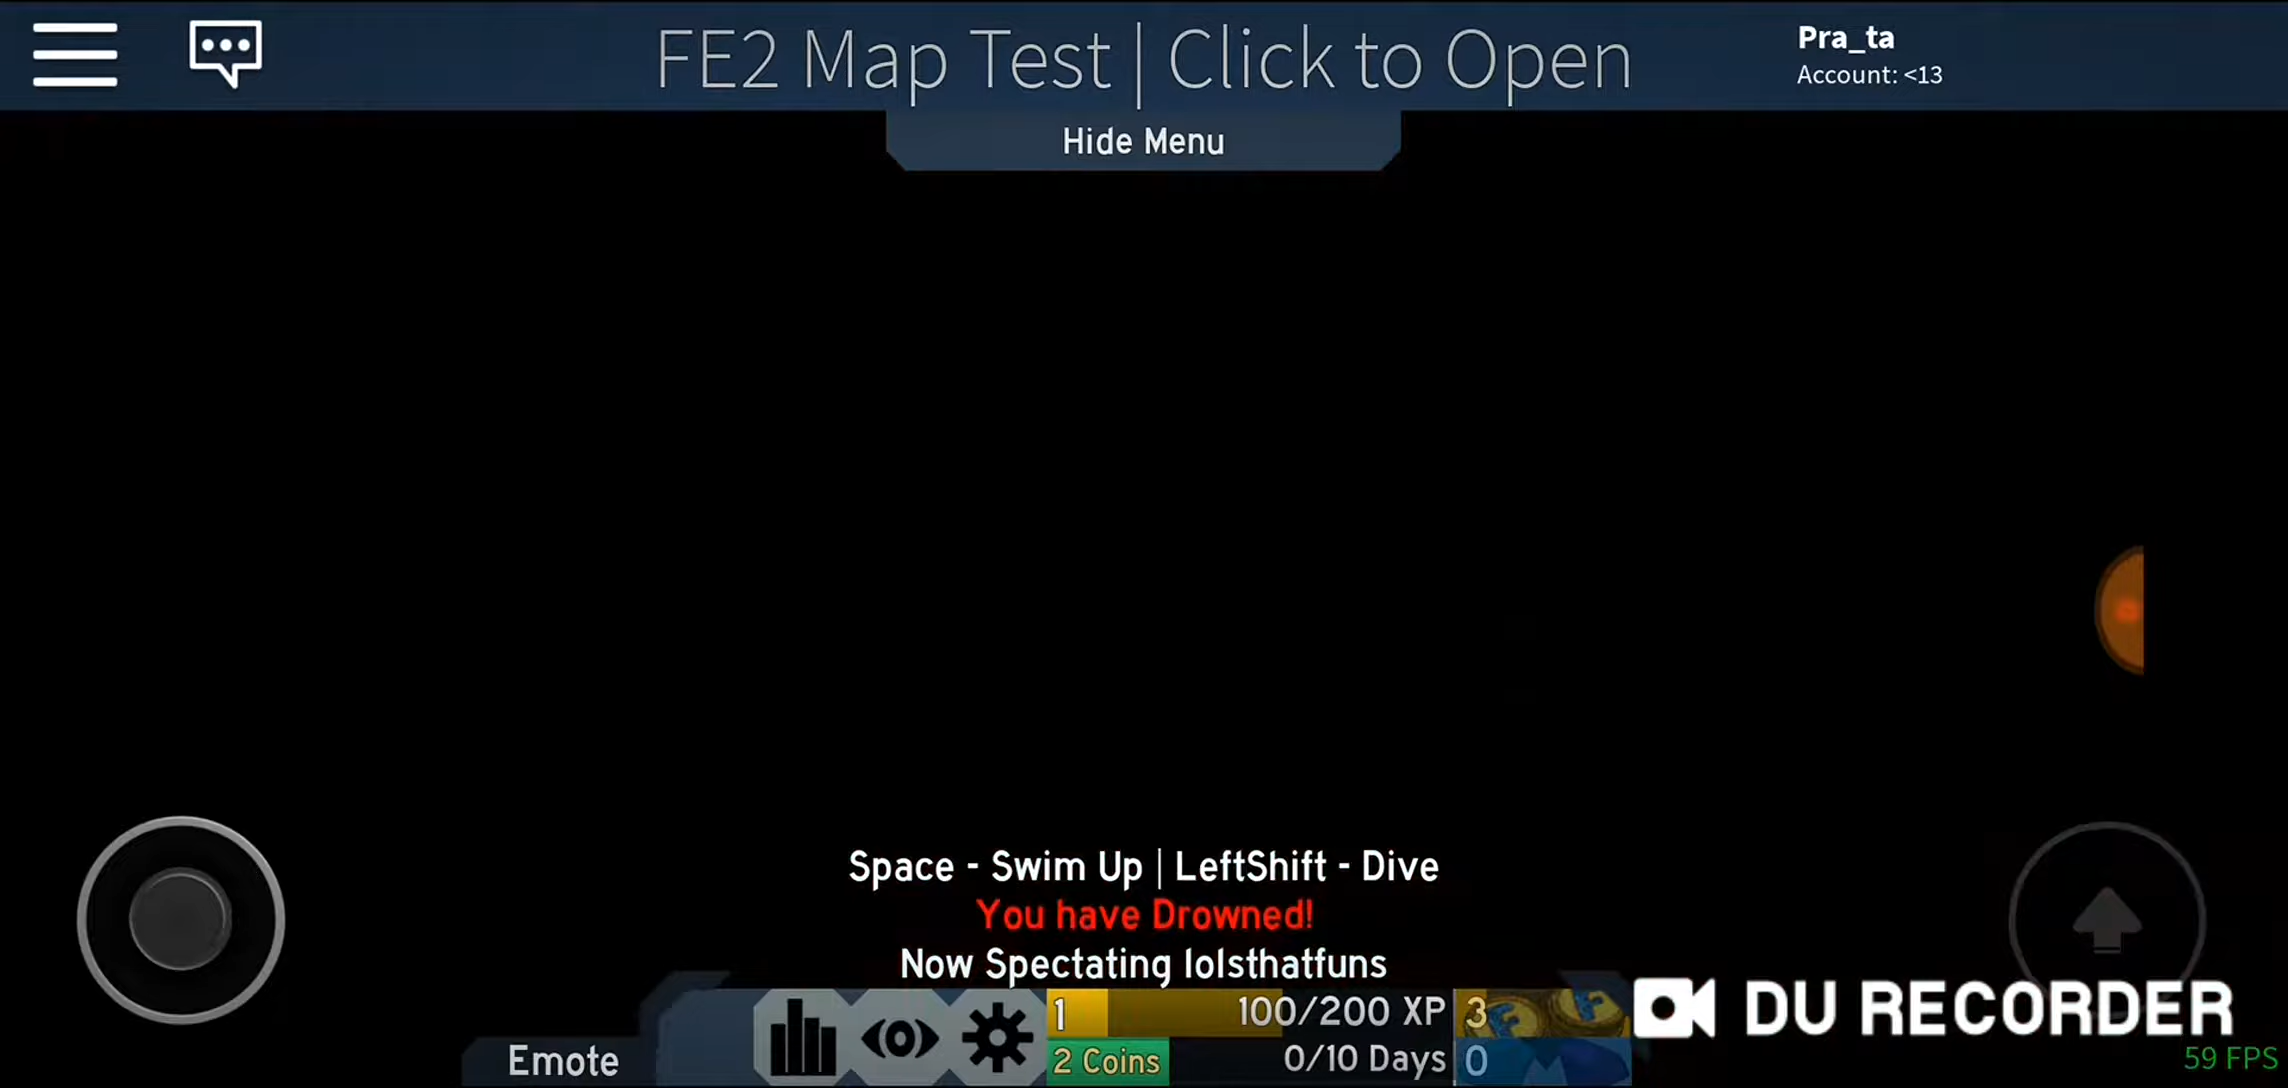 FE2 Map Test | Click to Open
Pra_ta
Account: <13
Hide Menu
Space - Swim Up | LeftShift - Dive
You have Drowned!
Now Spectating lolsthatfuns
1
100/200 XP
3
2 Coins
0/10 Days
0
Emote
DU RECORDER
59 FPS